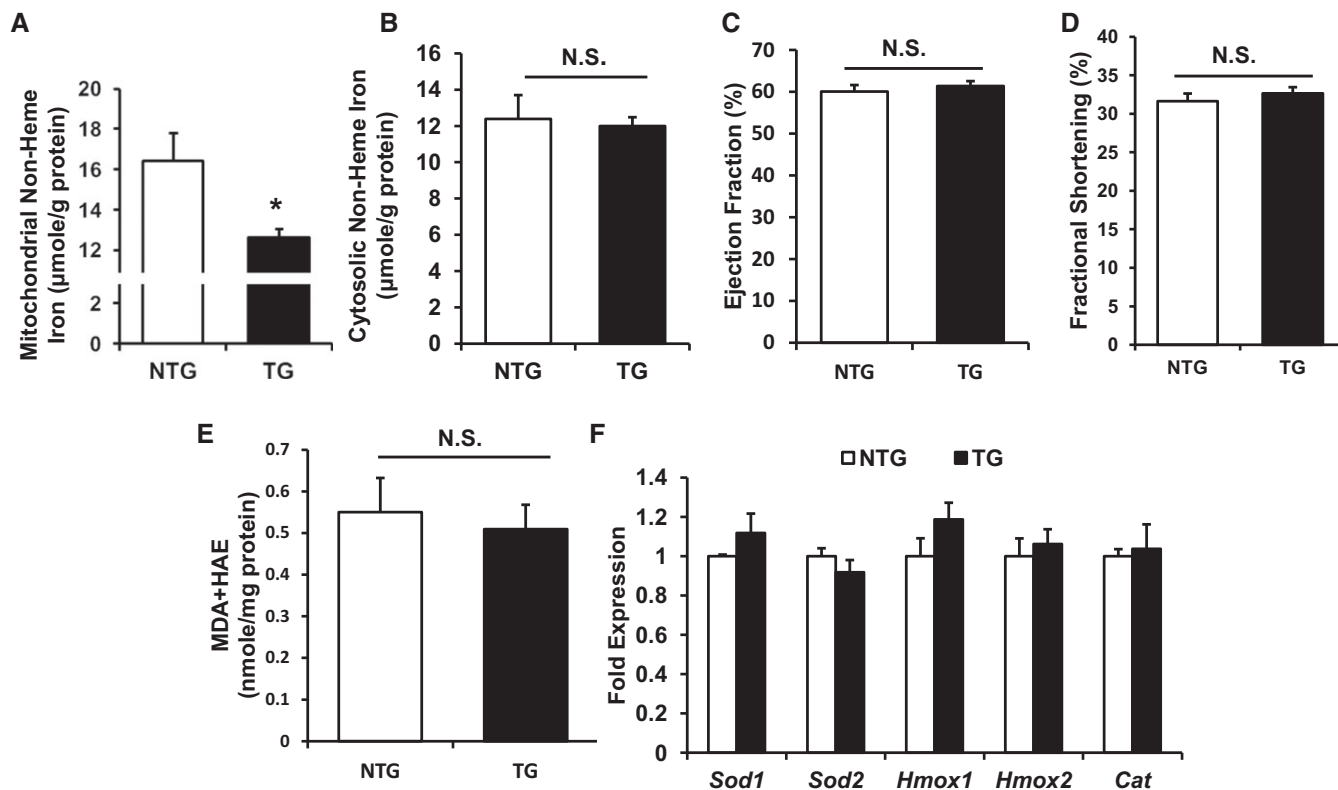 A
Mitochondrial Non-Heme
Iron (µmole/g protein)
20
18
16
14
12
10
2
0
*
NTG
TG
B
Cytosolic Non-Heme Iron
(µmole/g protein)
16
14
12
10
8
6
4
2
0
N.S.
NTG
TG
C
Ejection Fraction (%)
70
60
50
40
30
20
10
0
N.S.
NTG
TG
D
Fractional Shortening (%)
40
35
30
25
20
15
10
5
0
N.S.
NTG
TG
E
MDA+HAE
(nmole/mg protein)
0.7
0.6
0.5
0.4
0.3
0.2
0.1
0
N.S.
NTG
TG
F
NTG TG
Fold Expression
1.4
1.2
1
0.8
0.6
0.4
0.2
0
Sod1 Sod2 Hmox1 Hmox2 Cat